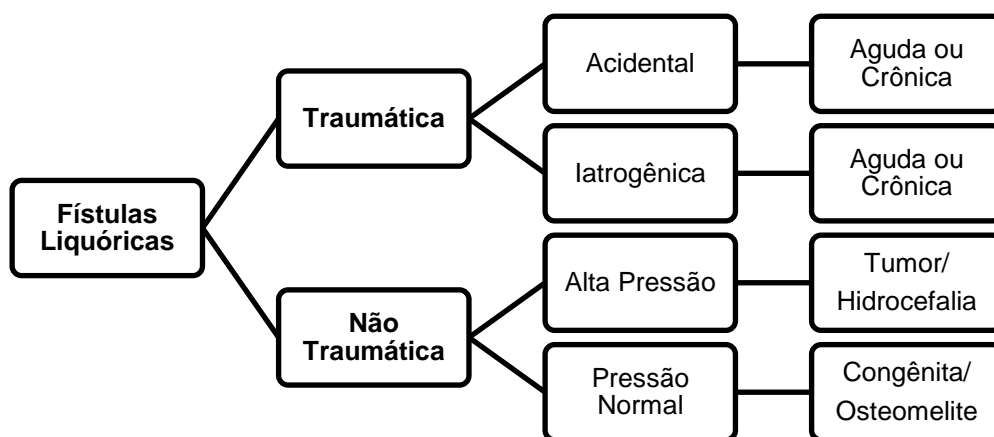 Fístulas
Liquóricas
Traumática
Acidental
Aguda ou
Crônica
Iatrogênica
Aguda ou
Crônica
Não
Traumática
Alta Pressão
Tumor/
Hidrocefalia
Pressão
Normal
Congênita/
Osteomelite